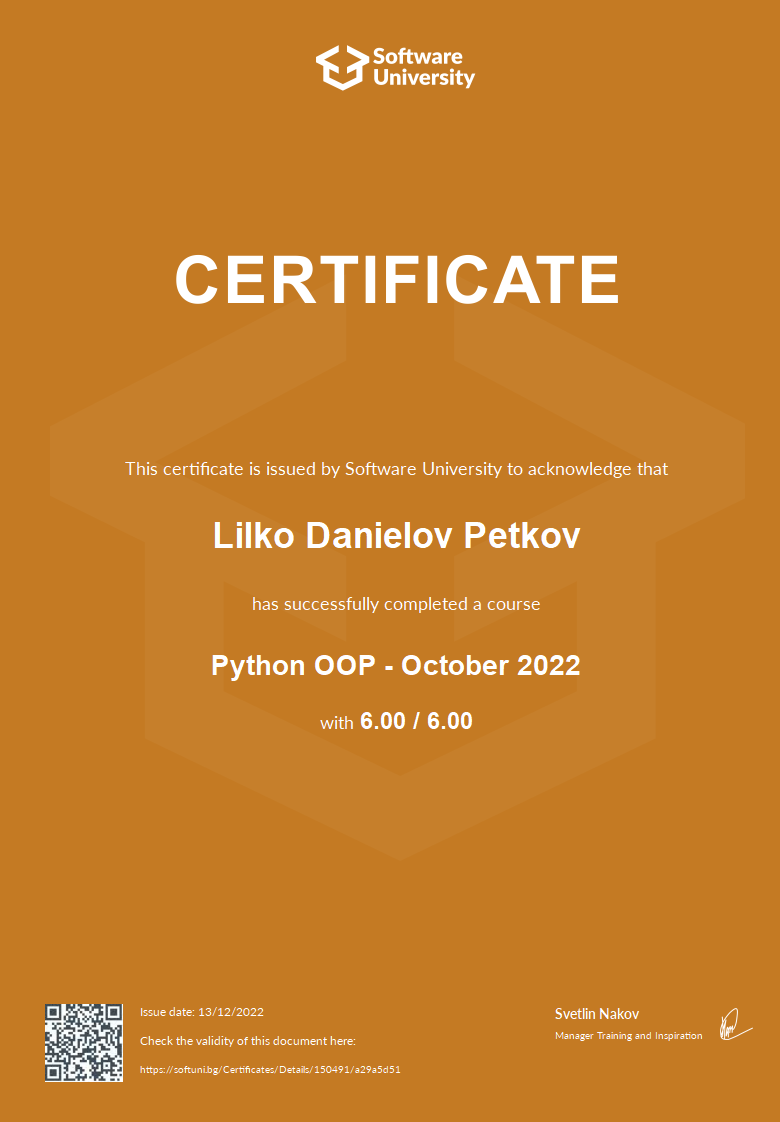 Software
University
CERTIFICATE
This certificate is issued by Software University to acknowledge that
Lilko Danielov Petkov
has successfully completed a course
Python OOP - October 2022
with 6.00 / 6.00
Issue date: 13/12/2022
Check the validity of this document here:
https://softuni.bg/Certificates/Details/150491/a29a5d51
Svetlin Nakov
Manager Training and Inspiration